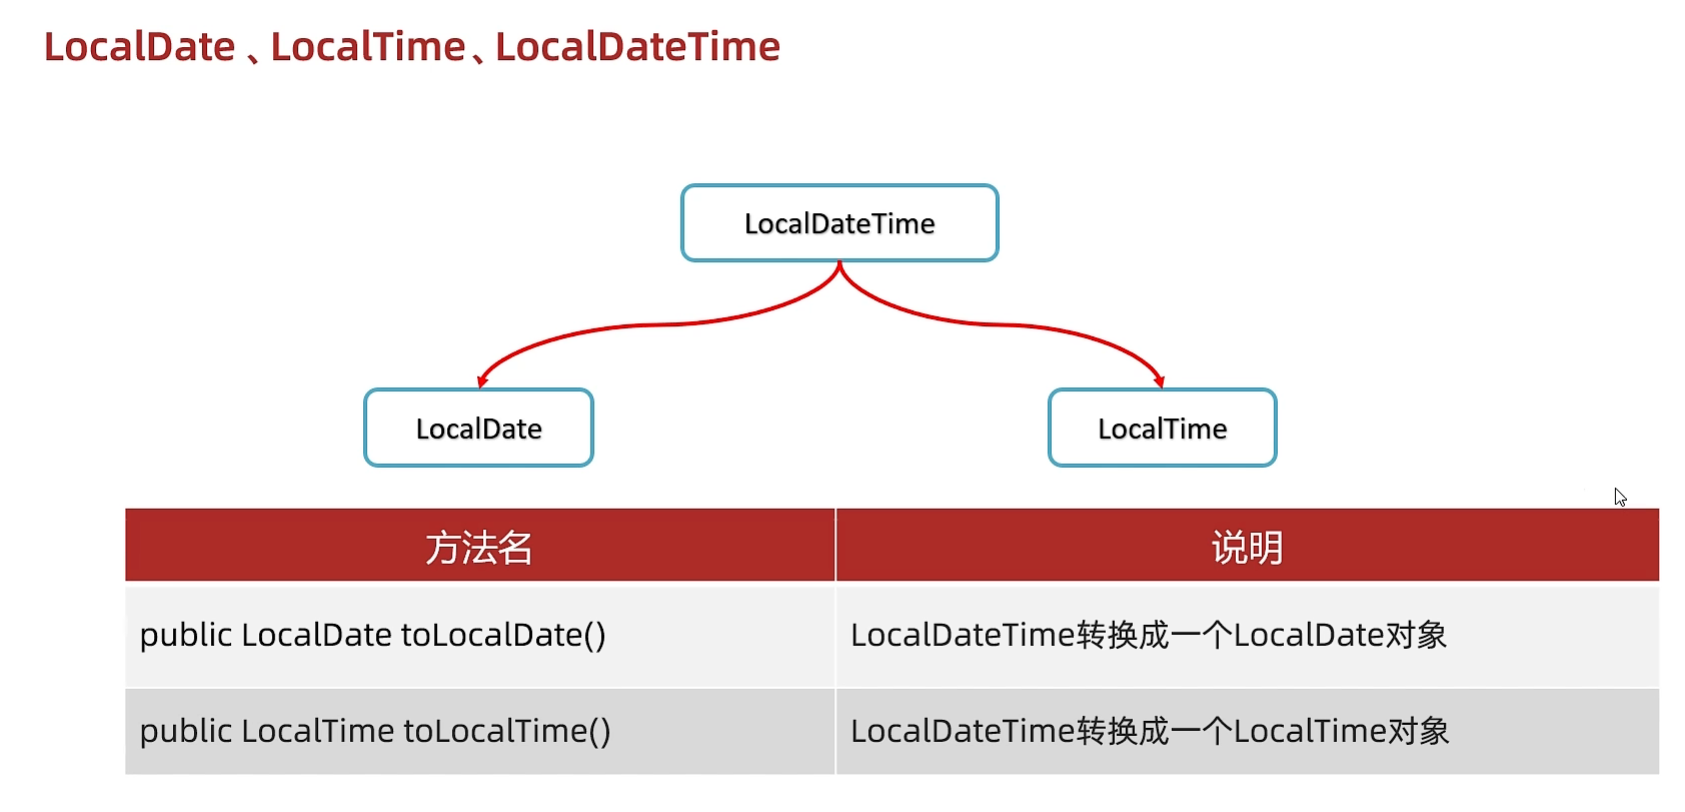 LocalDate 、LocalTime、LocalDateTime
LocalDateTime
LocalDate
LocalTime
方法名
说明
public LocalDate toLocalDate()
LocalDateTime转换成一个LocalDate对象
public LocalTime toLocalTime()
LocalDateTime转换成一个LocalTime对象